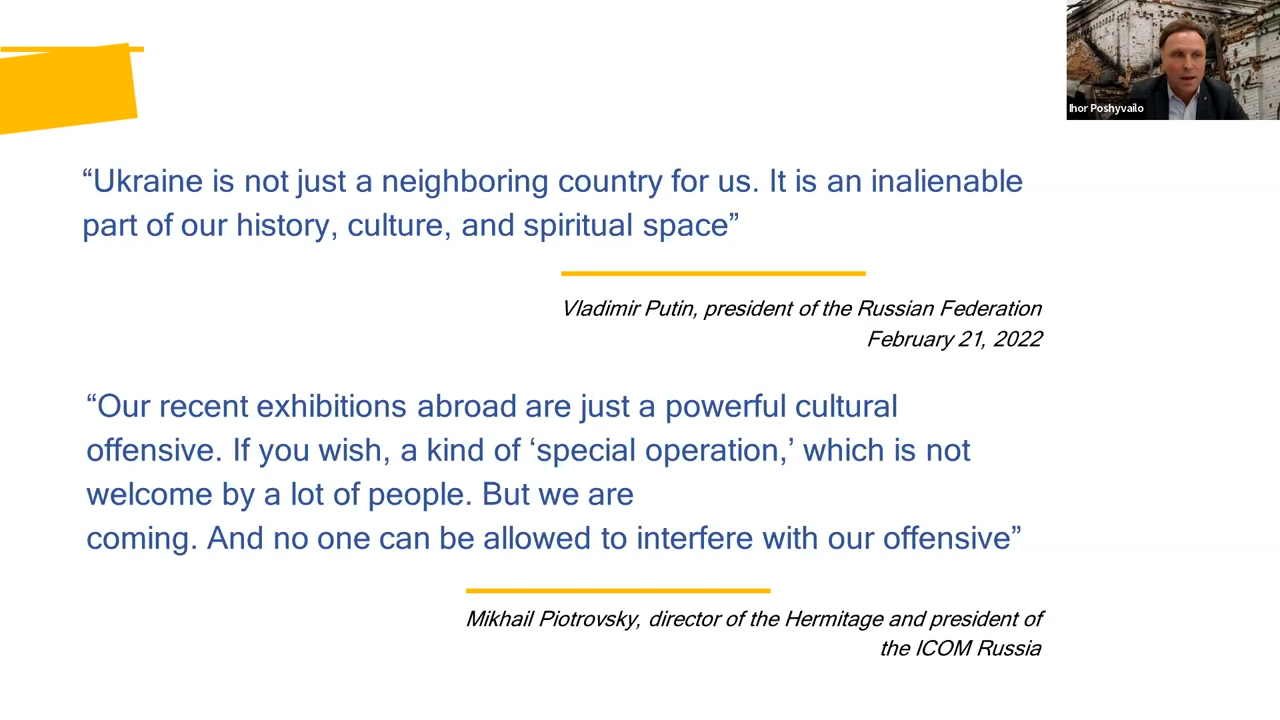 Ihor Poshyvailo
“Ukraine is not just a neighboring country for us. It is an inalienable
part of our history, culture, and spiritual space”
Vladimir Putin, president of the Russian Federation
February 21, 2022
“Our recent exhibitions abroad are just a powerful cultural
offensive. If you wish, a kind of ‘special operation,’ which is not
welcome by a lot of people. But we are
coming. And no one can be allowed to interfere with our offensive”
Mikhail Piotrovsky, director of the Hermitage and president of
the ICOM Russia